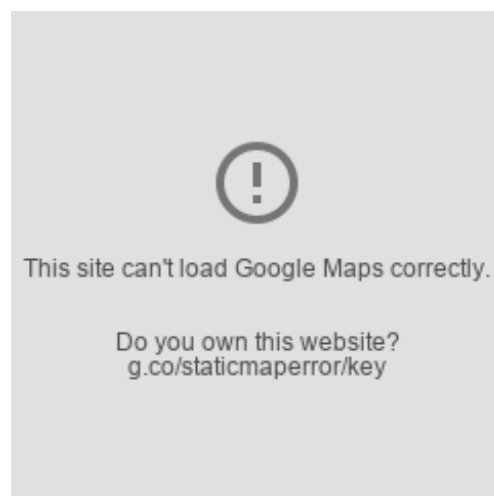 This site can't load Google Maps correctly.
Do you own this website?
g.co/staticmaperror/key